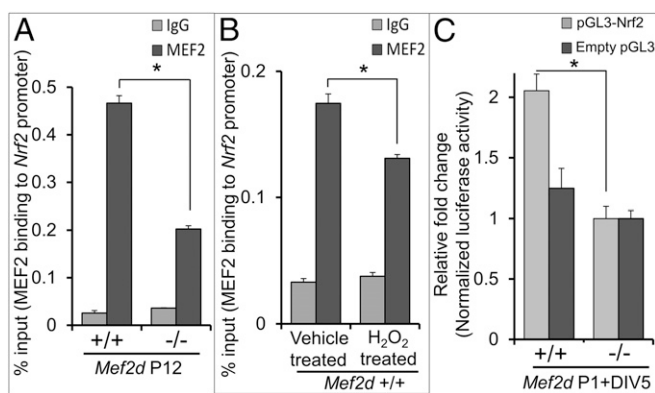 A
IgG
MEF2
% input (MEF2 binding to Nrf2 promoter)
0.5
0.4
0.3
0.2
0.1
0
*
+/+
-/-
Mef2d P12
B
IgG
MEF2
% input (MEF2 binding to Nrf2 promoter)
0.2
0.1
0
*
Vehicle
treated
H₂O₂
treated
Mef2d +/+
C
pGL3-Nrf2
Empty pGL3
Relative fold change
(Normalized luciferase activity)
2
1.5
1
0.5
0
*
+/+
-/-
Mef2d P1+DIV5